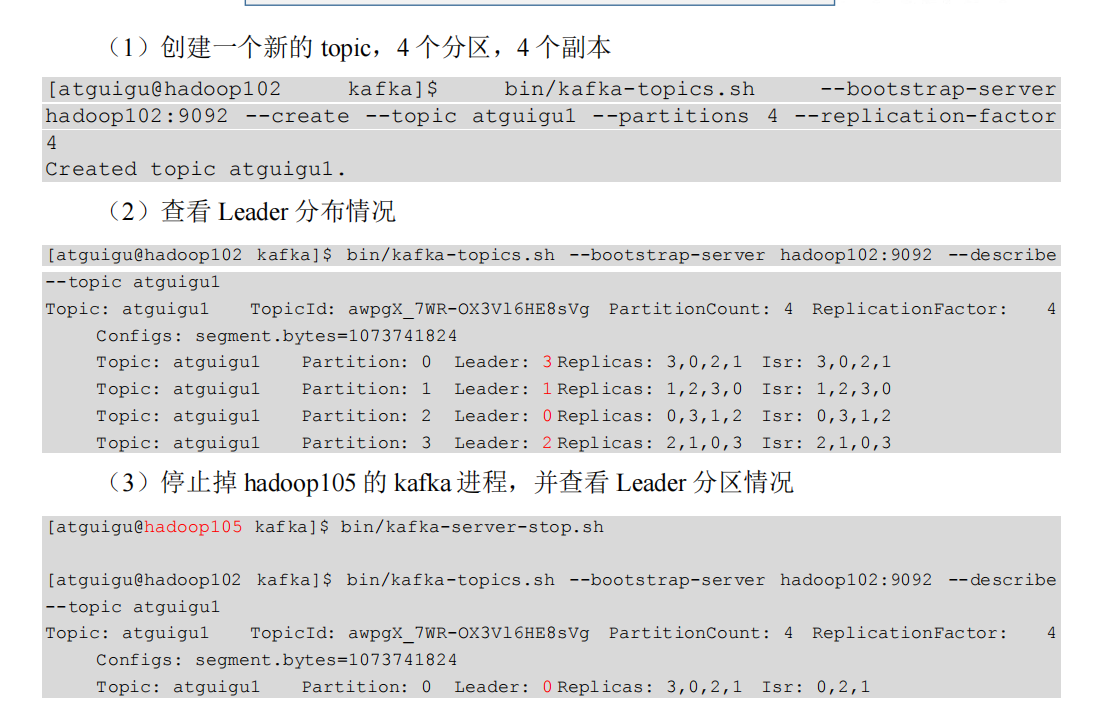 （1）创建一个新的 topic，4 个分区，4 个副本
[atguigu@hadoop102 kafka]$ bin/kafka-topics.sh --bootstrap-server
hadoop102:9092 --create --topic atguigu1 --partitions 4 --replication-factor
4
Created topic atguigu1.
（2）查看 Leader 分布情况
[atguigu@hadoop102 kafka]$ bin/kafka-topics.sh --bootstrap-server hadoop102:9092 --describe
--topic atguigu1
Topic: atguigu1 TopicId: awpgX_7WR-OX3Vl6HE8sVg PartitionCount: 4 ReplicationFactor: 4
Configs: segment.bytes=1073741824
Topic: atguigu1 Partition: 0 Leader: 3 Replicas: 3,0,2,1 Isr: 3,0,2,1
Topic: atguigu1 Partition: 1 Leader: 1 Replicas: 1,2,3,0 Isr: 1,2,3,0
Topic: atguigu1 Partition: 2 Leader: 0 Replicas: 0,3,1,2 Isr: 0,3,1,2
Topic: atguigu1 Partition: 3 Leader: 2 Replicas: 2,1,0,3 Isr: 2,1,0,3
（3）停止掉 hadoop105 的 kafka 进程，并查看 Leader 分区情况
[atguigu@hadoop105 kafka]$ bin/kafka-server-stop.sh
[atguigu@hadoop102 kafka]$ bin/kafka-topics.sh --bootstrap-server hadoop102:9092 --describe
--topic atguigu1
Topic: atguigu1 TopicId: awpgX_7WR-OX3Vl6HE8sVg PartitionCount: 4 ReplicationFactor: 4
Configs: segment.bytes=1073741824
Topic: atguigu1 Partition: 0 Leader: 0 Replicas: 3,0,2,1 Isr: 0,2,1